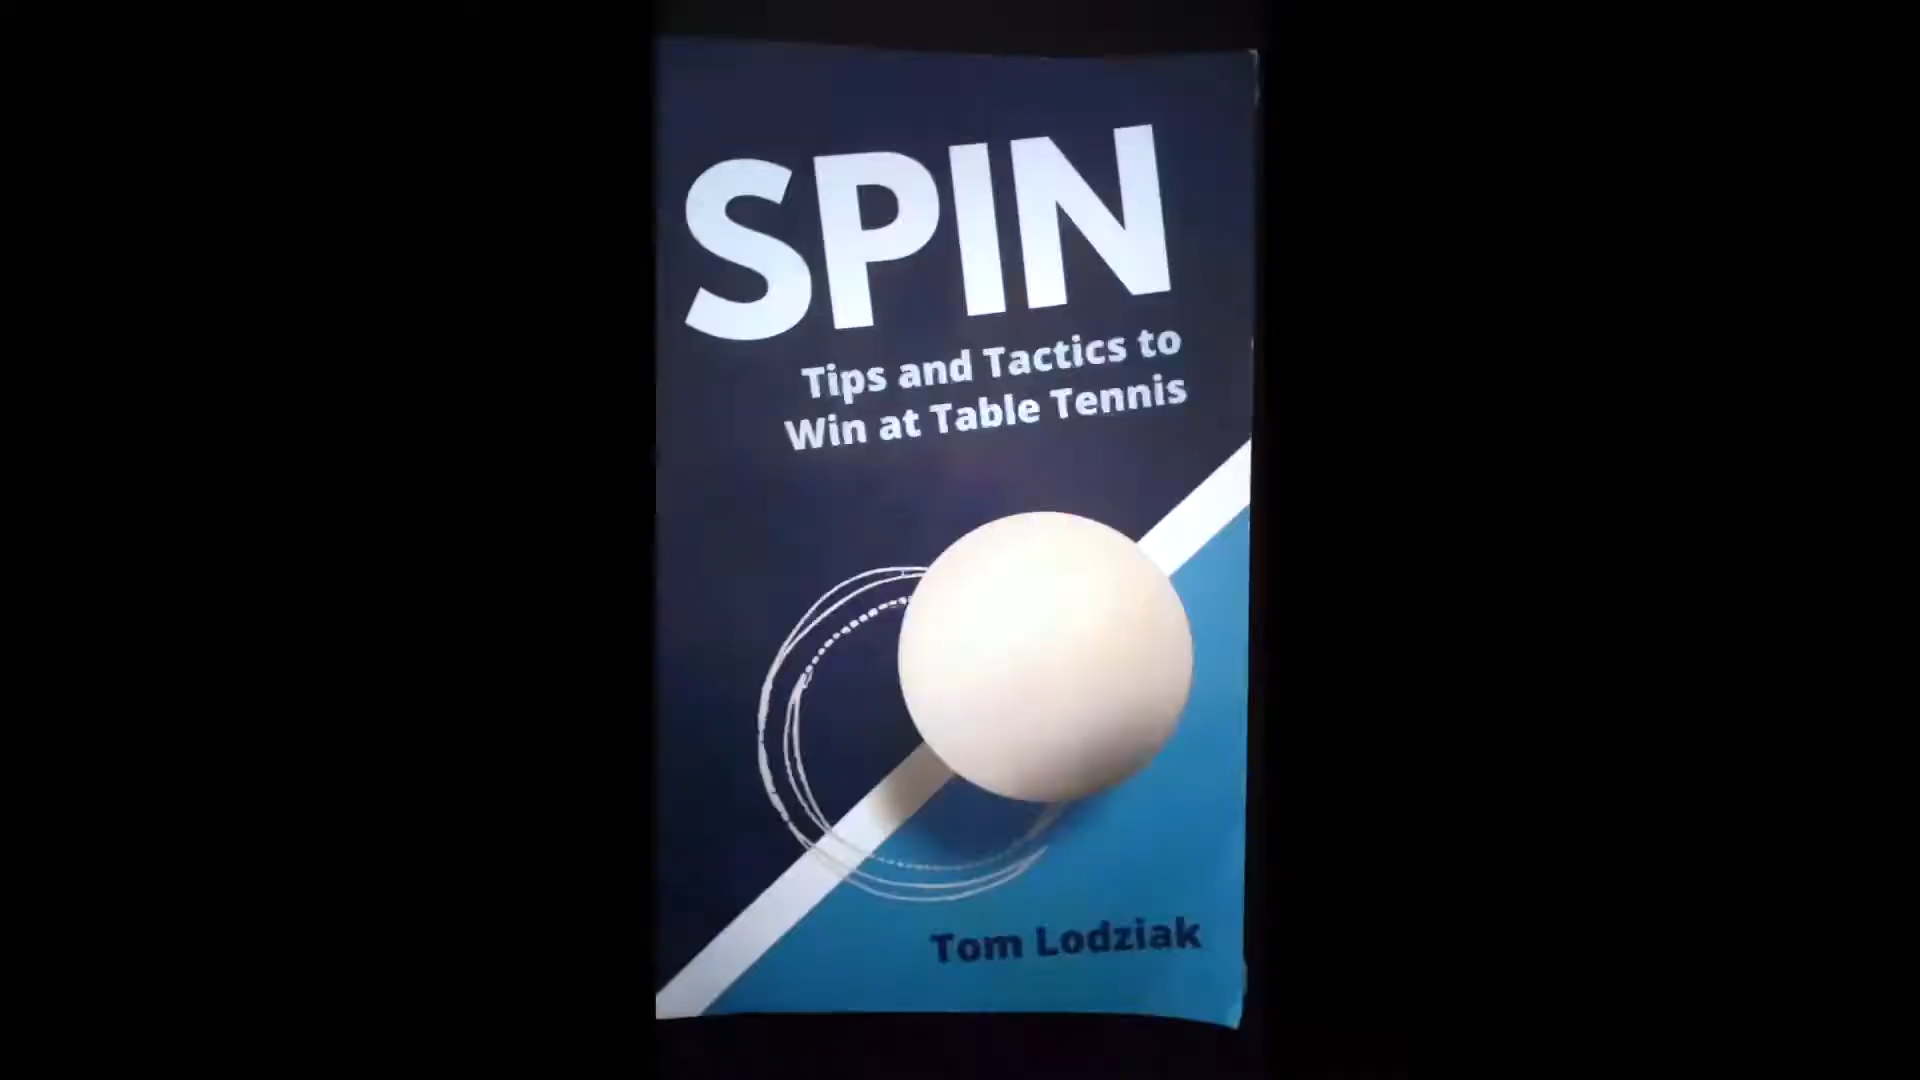 SPIN
Tips and Tactics to
Win at Table Tennis
Tom Lodziak